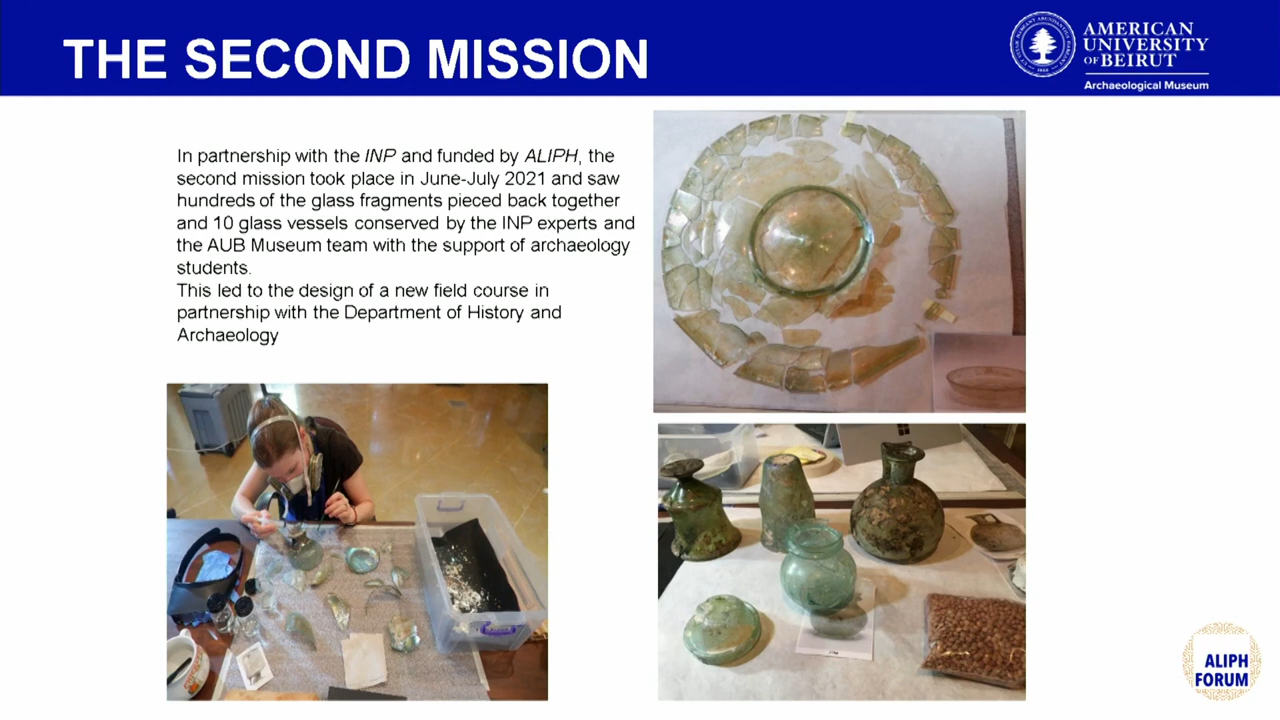 THE SECOND MISSION
AMERICAN
UNIVERSITY
OF BEIRUT
Archaeological Museum
In partnership with the INP and funded by ALIPH, the
second mission took place in June-July 2021 and saw
hundreds of the glass fragments pieced back together
and 10 glass vessels conserved by the INP experts and
the AUB Museum team with the support of archaeology
students.
This led to the design of a new field course in
partnership with the Department of History and
Archaeology
ALIPH
FORUM